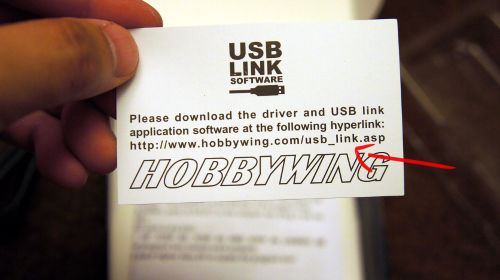 USB
LINK
SOFTWARE
Please download the driver and USB link
application software at the following hyperlink:
http://www.hobbywing.com/usb_link.asp
HOBBYWING